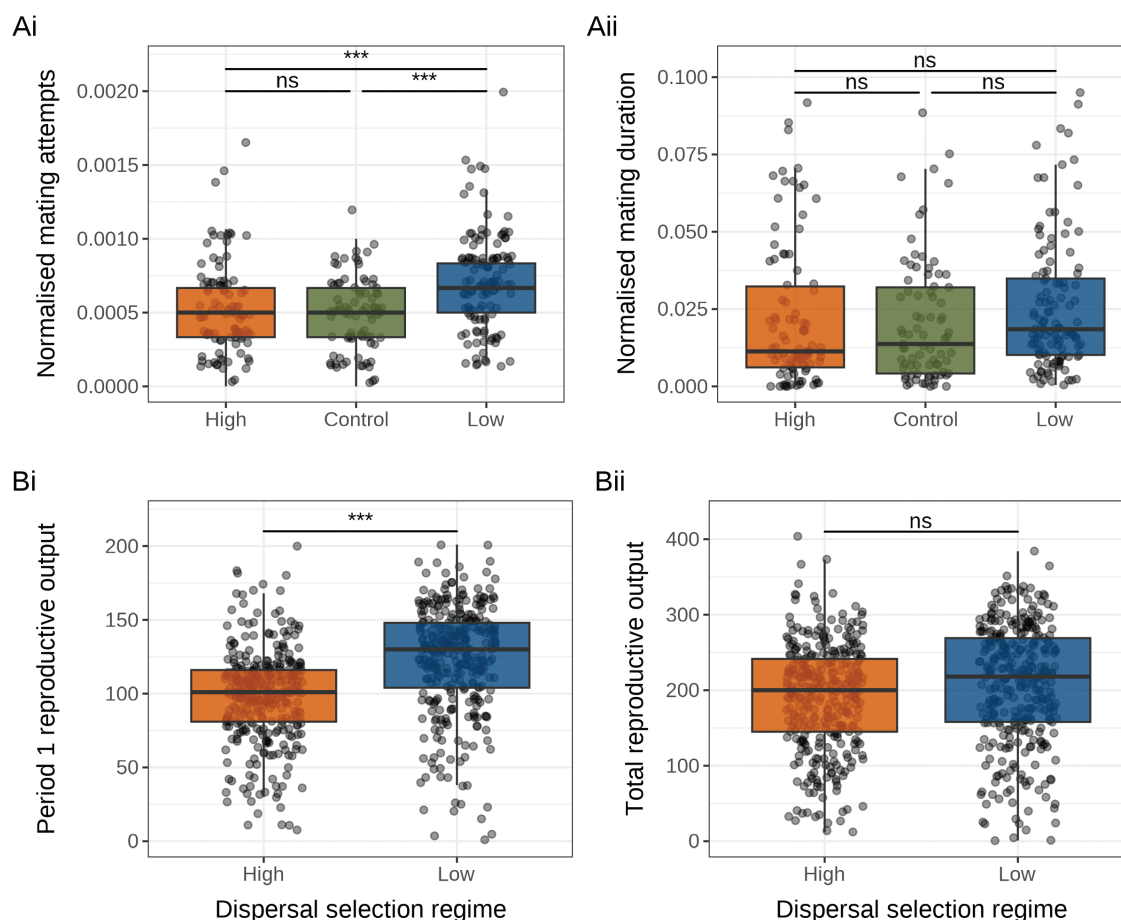 Ai
Normalised mating attempts
0.0020
0.0015
0.0010
0.0005
0.0000
***
ns
***
High
Control
Low
Aii
Normalised mating duration
0.100
0.075
0.050
0.025
0.000
ns
ns
ns
High
Control
Low
Bi
Period 1 reproductive output
200
150
100
50
0
***
High
Low
Dispersal selection regime
Bii
Total reproductive output
400
300
200
100
0
ns
High
Low
Dispersal selection regime